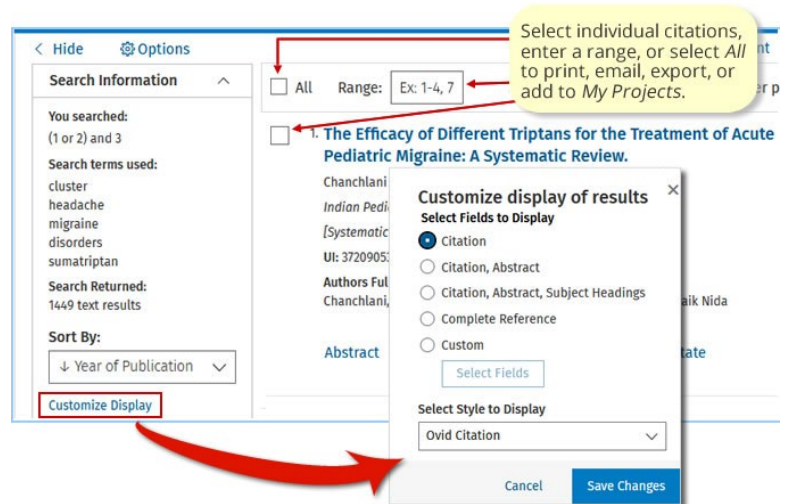 Hide Options
Select individual citations,
enter a range, or select All
to print, email, export, or
add to My Projects.
nt
Search Information
You searched:
(1 or 2) and 3
Search terms used:
cluster
headache
migraine
disorders
sumatriptan
Search Returned:
1449 text results
Sort By:
↓ Year of Publication
Customize Display
All Range: Ex: 1-4, 7
er p
1. The Efficacy of Different Triptans for the Treatment of Acute
Pediatric Migraine: A Systematic Review.
Chanchlani
Indian Pedi
[Systematic
UI: 3720905
Authors Ful
Chanchlani, aik Nida
Abstract tate
Customize display of results ×
Select Fields to Display
Citation
Citation, Abstract
Citation, Abstract, Subject Headings
Complete Reference
Custom
Select Fields
Select Style to Display
Ovid Citation
Cancel Save Changes